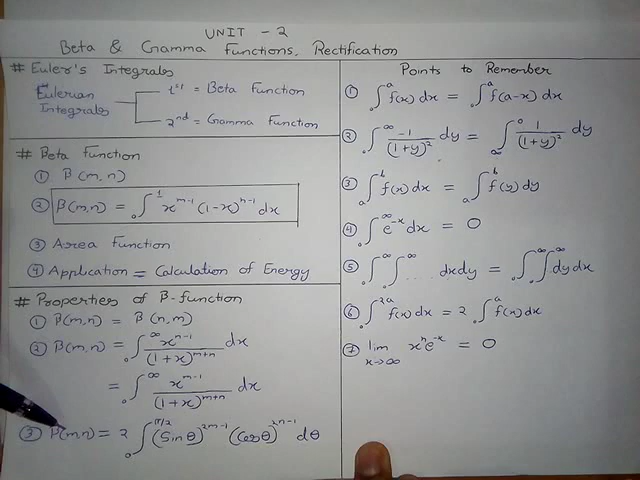 UNIT - 2
Beta & Gamma Functions, Rectification
# Euler's Integrals
Eulerian Integrals
1st = Beta Function
2nd = Gamma Function
# Beta Function
① β(m,n)
② β(m,n) = ₀∫¹ x^(m-1) (1-x)^(n-1) dx
③ Area Function
④ Application = Calculation of Energy
# Properties of β-function
① β(m,n) = β(n,m)
② β(m,n) = ₀∫^∞ x^(n-1)/(1+x)^(m+n) dx
= ₀∫^∞ x^(m-1)/(1+x)^(m+n) dx
③ β(m,n) = 2 ₀∫^(π/2) (Sinθ)^(2m-1) (Cosθ)^(2n-1) dθ
Points to Remember
① ₀∫^a f(x) dx = ₀∫^a f(a-x) dx
② ₀∫^∞ -1/(1+y)² dy = ∞∫^0 1/(1+y)² dy
③ a∫^b f(x) dx = a∫^b f(y) dy
④ ₀∫^∞ e^(-x) dx = 0
⑤ ₀∫^∞ ₀∫^∞ .... dx dy = ₀∫^∞ ₀∫^∞ dy dx
⑥ ₀∫^(2a) f(x) dx = 2 ₀∫^a f(x) dx
⑦ lim x→∞ x^n e^(-x) = 0